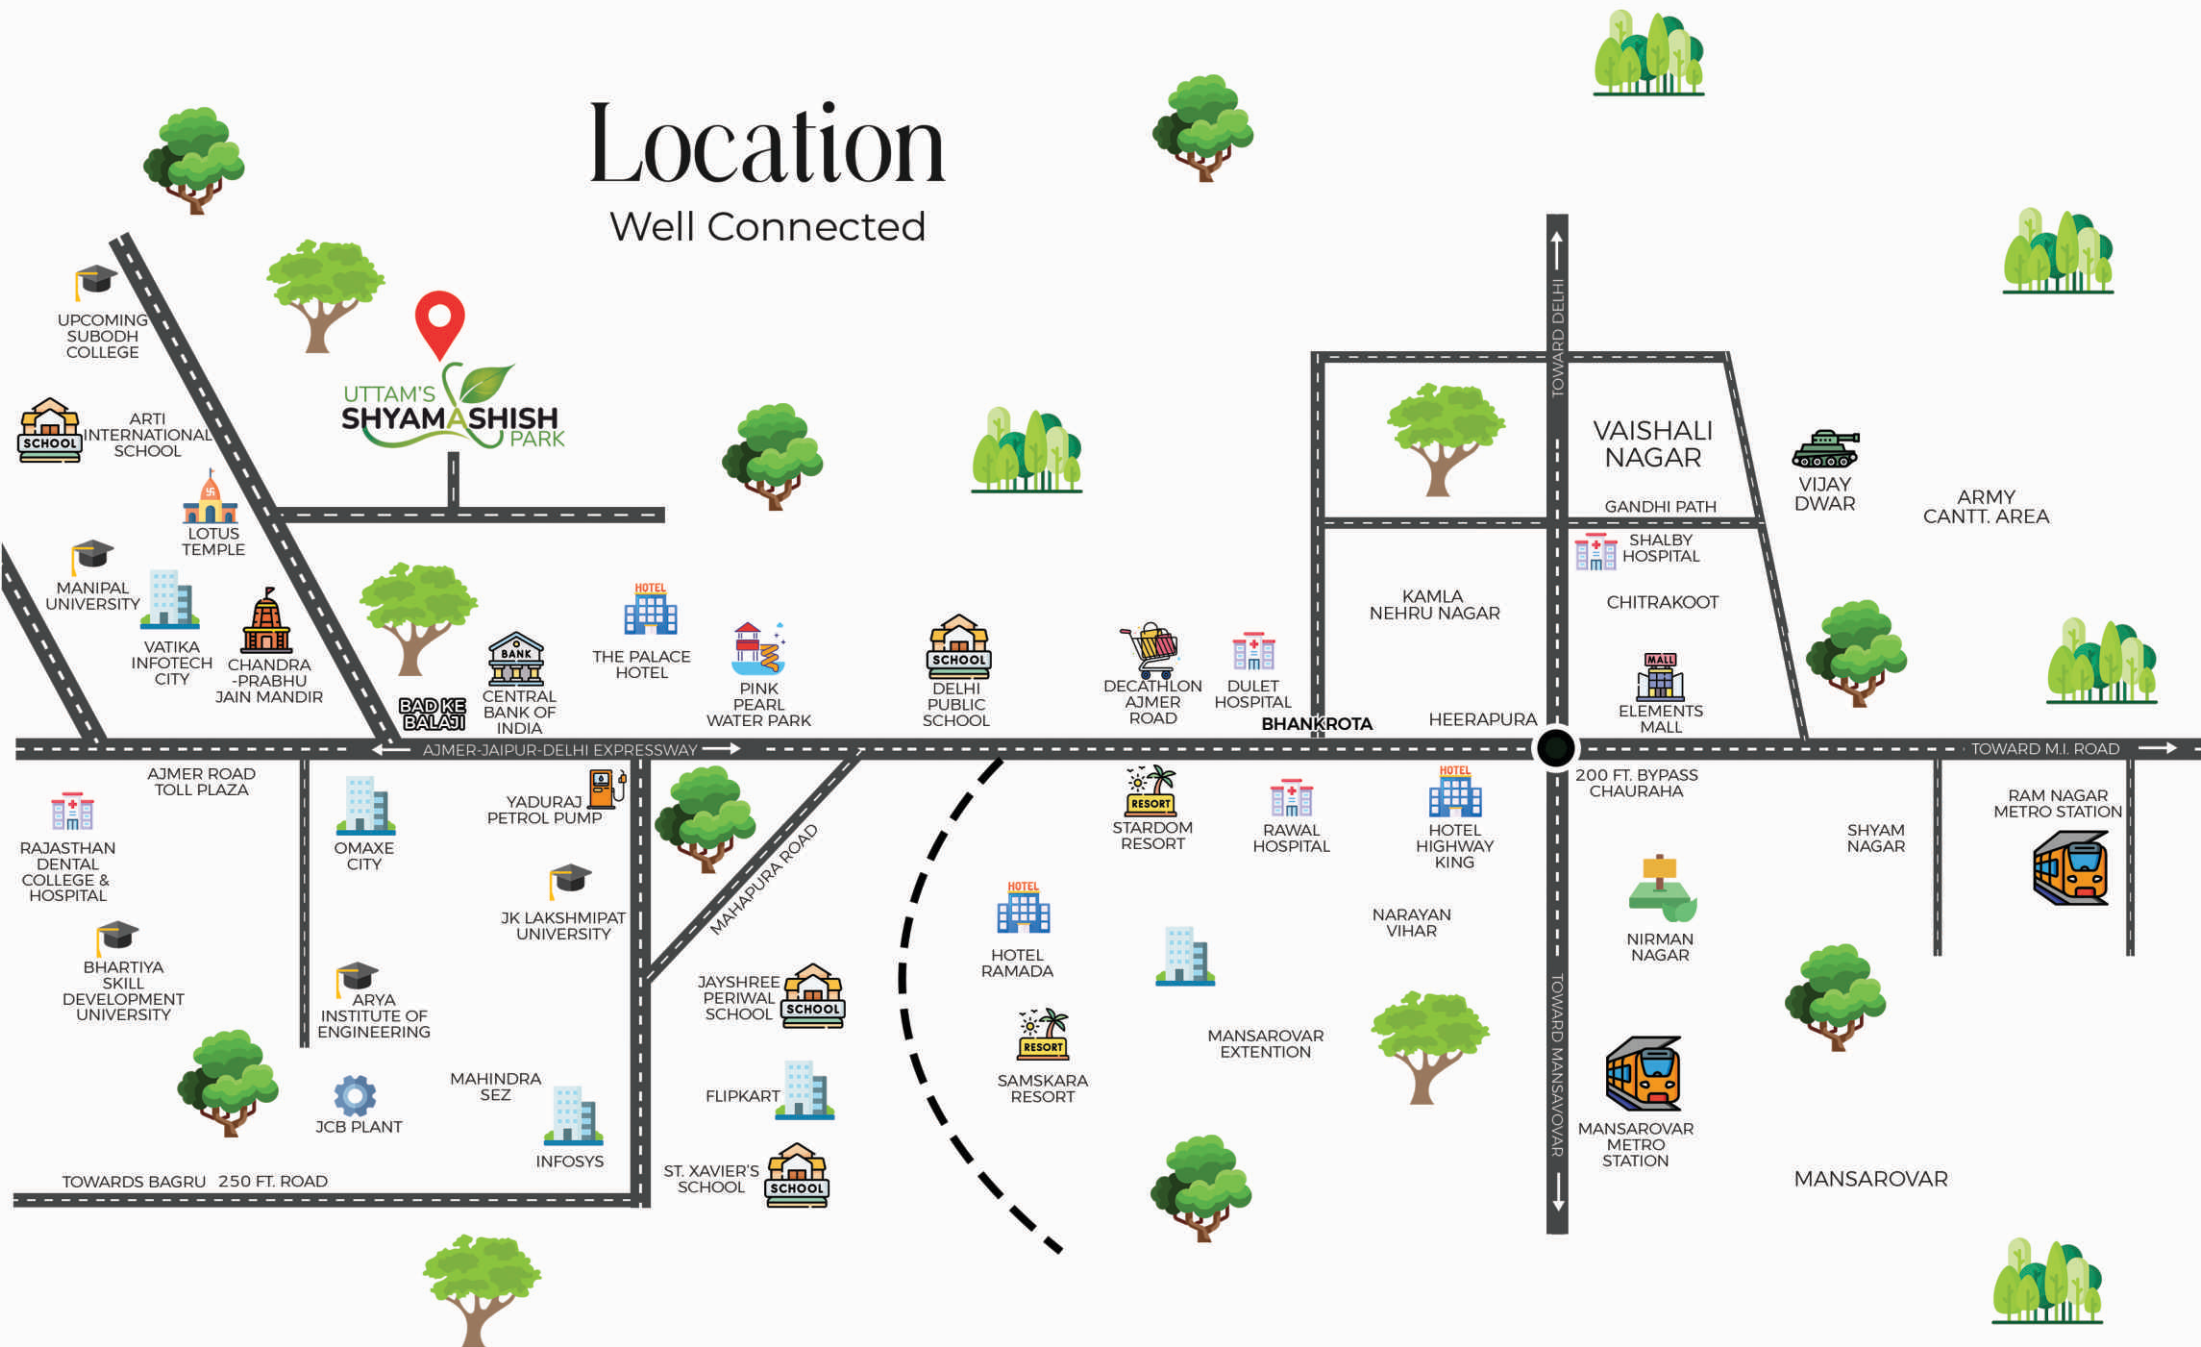 Location
Well Connected
TOWARD DELHI
UPCOMING
SUBODH
COLLEGE
UTTAM'S
SHYAMASHISH
PARK
SCHOOL
ARTI
INTERNATIONAL
SCHOOL
LOTUS
TEMPLE
MANIPAL
UNIVERSITY
VATIKA
INFOTECH
CITY
CHANDRA
-PRABHU
JAIN MANDIR
BAD KE
BALAJI
BANK
CENTRAL
BANK OF
INDIA
HOTEL
THE PALACE
HOTEL
PINK
PEARL
WATER PARK
SCHOOL
DELHI
PUBLIC
SCHOOL
DECATHLON
AJMER
ROAD
DULET
HOSPITAL
BHANKROTA
VAISHALI
NAGAR
GANDHI PATH
SHALBY
HOSPITAL
KAMLA
NEHRU NAGAR
CHITRAKOOT
HEERAPURA
MALL
ELEMENTS
MALL
VIJAY
DWAR
ARMY
CANTT. AREA
AJMER-JAIPUR-DELHI EXPRESSWAY
TOWARD M.I. ROAD
AJMER ROAD
TOLL PLAZA
RAJASTHAN
DENTAL
COLLEGE &
HOSPITAL
OMAXE
CITY
YADURAJ
PETROL PUMP
JK LAKSHMIPAT
UNIVERSITY
MAHAPURA ROAD
BHARTIYA
SKILL
DEVELOPMENT
UNIVERSITY
ARYA
INSTITUTE OF
ENGINEERING
JCB PLANT
MAHINDRA
SEZ
INFOSYS
TOWARDS BAGRU 250 FT. ROAD
JAYSHREE
PERIWAL
SCHOOL
SCHOOL
FLIPKART
ST. XAVIER'S
SCHOOL
SCHOOL
RESORT
STARDOM
RESORT
RAWAL
HOSPITAL
HOTEL
HOTEL
HIGHWAY
KING
HOTEL
HOTEL
RAMADA
NARAYAN
VIHAR
RESORT
SAMSKARA
RESORT
MANSAROVAR
EXTENTION
200 FT. BYPASS
CHAURAHA
NIRMAN
NAGAR
SHYAM
NAGAR
RAM NAGAR
METRO STATION
TOWARD MANSAVOVAR
MANSAROVAR
METRO
STATION
MANSAROVAR